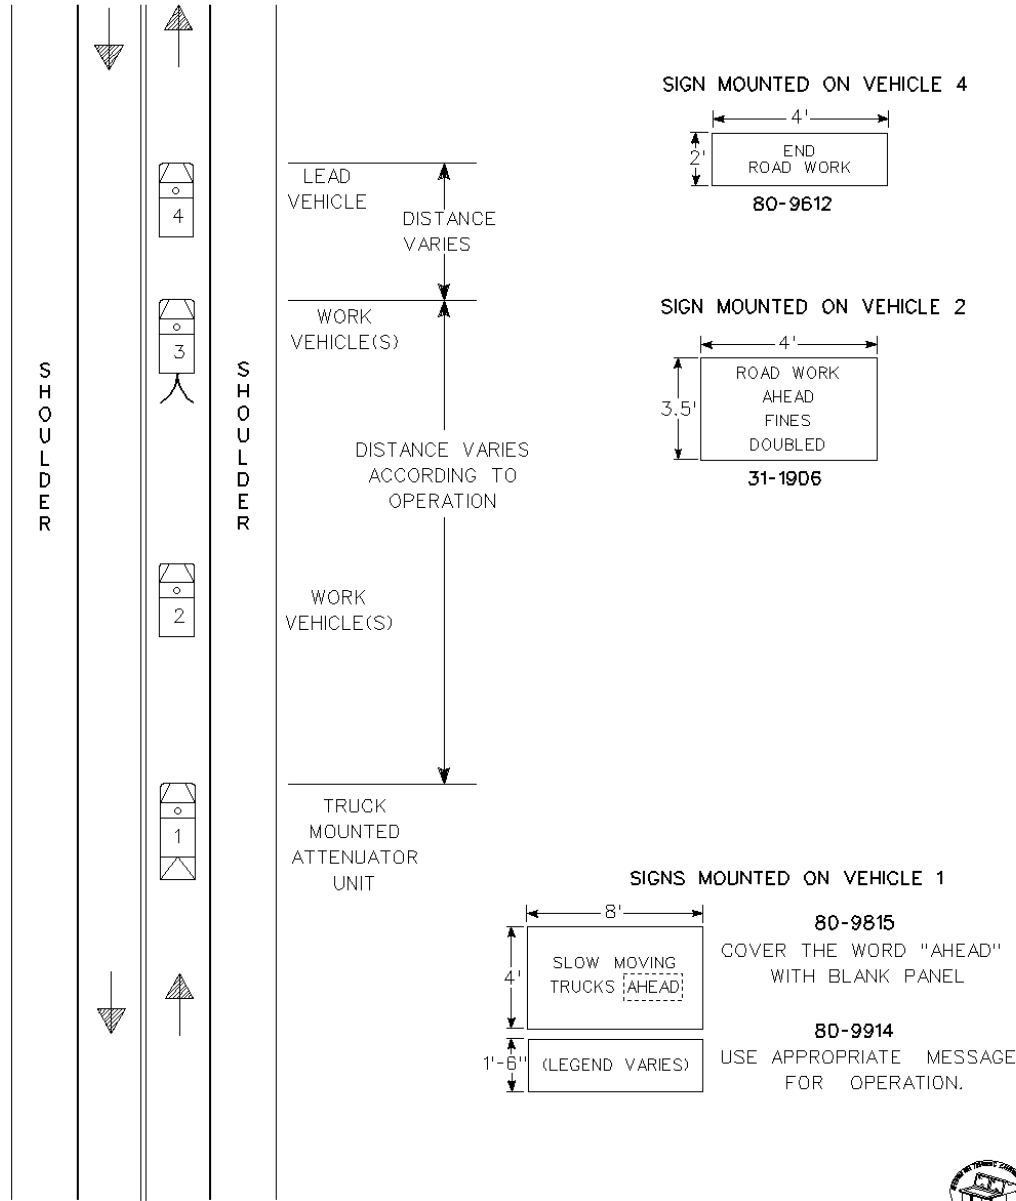 SIGN MOUNTED ON VEHICLE 4
4'
2'
END
ROAD WORK
80-9612
4
LEAD
VEHICLE
DISTANCE
VARIES
SIGN MOUNTED ON VEHICLE 2
4'
3.5'
ROAD WORK
AHEAD
FINES
DOUBLED
31-1906
3
WORK
VEHICLE(S)
SHOULDER
SHOULDER
DISTANCE VARIES
ACCORDING TO
OPERATION
2
WORK
VEHICLE(S)
1
TRUCK
MOUNTED
ATTENUATOR
UNIT
SIGNS MOUNTED ON VEHICLE 1
8'
4'
SLOW MOVING
TRUCKS AHEAD
80-9815
COVER THE WORD "AHEAD"
WITH BLANK PANEL
1'-6"
(LEGEND VARIES)
80-9914
USE APPROPRIATE MESSAGE
FOR OPERATION.